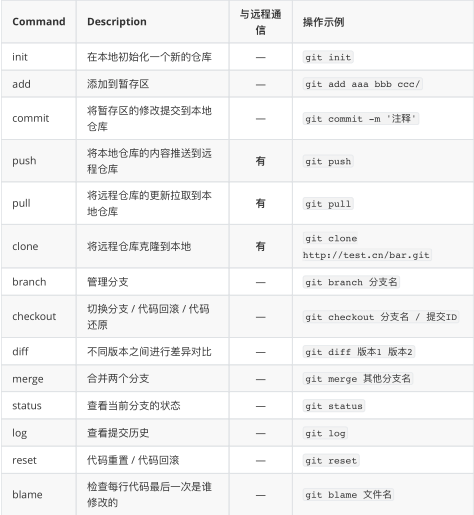 Command Description 与远程通信 操作示例
init 在本地初始化一个新的仓库 — git init
add 添加到暂存区 — git add aaa bbb ccc/
commit 将暂存区的修改提交到本地仓库 — git commit -m '注释'
push 将本地仓库的内容推送到远程仓库 有 git push
pull 将远程仓库的更新拉取到本地仓库 有 git pull
clone 将远程仓库克隆到本地 有 git clone http://test.cn/bar.git
branch 管理分支 — git branch 分支名
checkout 切换分支 / 代码回滚 / 代码还原 — git checkout 分支名 / 提交ID
diff 不同版本之间进行差异对比 — git diff 版本1 版本2
merge 合并两个分支 — git merge 其他分支名
status 查看当前分支的状态 — git status
log 查看提交历史 — git log
reset 代码重置 / 代码回滚 — git reset
blame 检查每行代码最后一次是谁修改的 — git blame 文件名